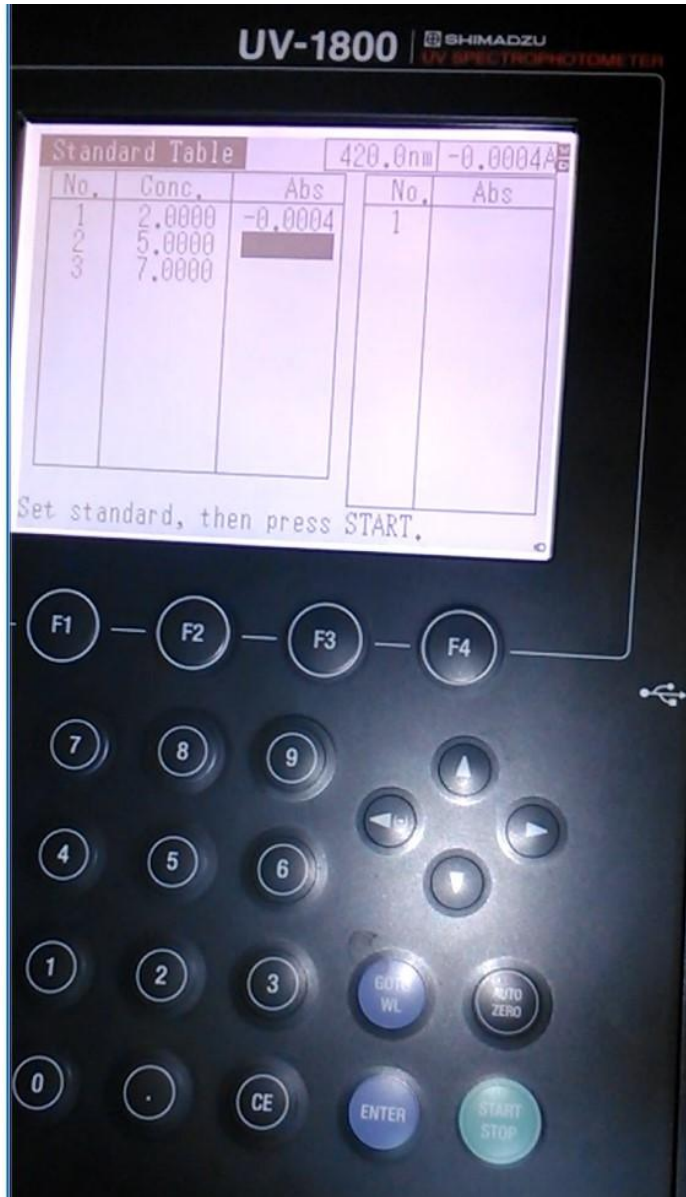 UV-1800 SHIMADZU
UV SPECTROPHOTOMETER
Standard Table 420.0nm -0.0004A
No. Conc. Abs No. Abs
1 2.0000 -0.0004 1
2 5.0000
3 7.0000
Set standard, then press START.
F1 F2 F3 F4
7 8 9
4 5 6
1 2 3 GOTO WL AUTO ZERO
0 . CE ENTER START STOP